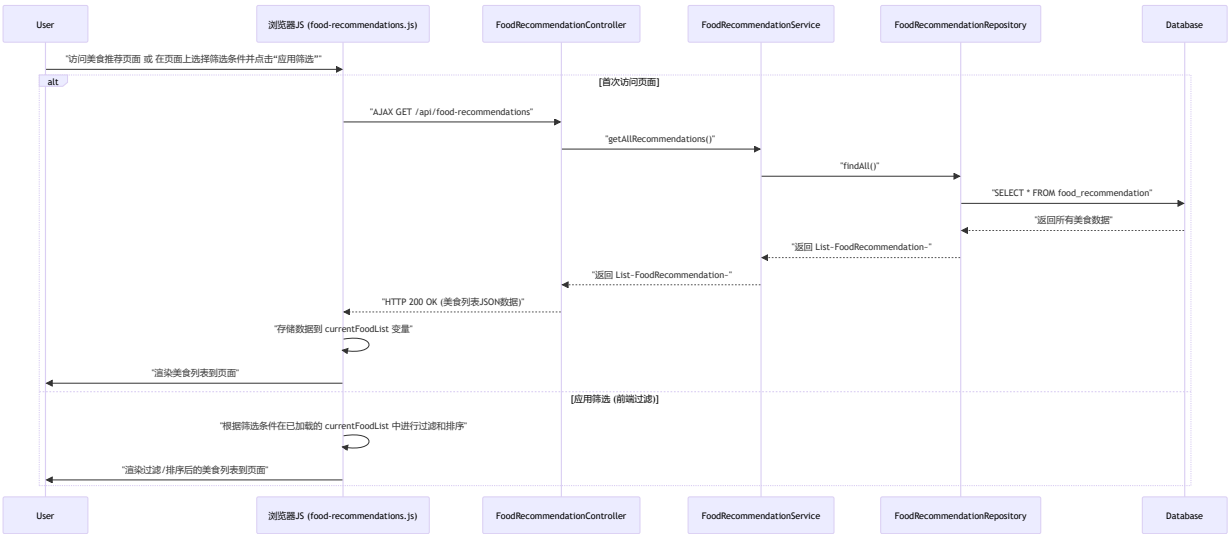 User
浏览器JS (food-recommendations.js)
FoodRecommendationController
FoodRecommendationService
FoodRecommendationRepository
Database
"访问美食推荐页面 或 在页面上选择筛选条件并点击“应用筛选”"
alt
[首次访问页面]
"AJAX GET /api/food-recommendations"
"getAllRecommendations()"
"findAll()"
"SELECT * FROM food_recommendation"
"返回所有美食数据"
"返回 List~FoodRecommendation~"
"返回 List~FoodRecommendation~"
"HTTP 200 OK (美食列表JSON数据)"
"存储数据到 currentFoodList 变量"
"渲染美食列表到页面"
[应用筛选 (前端过滤)]
"根据筛选条件在已加载的 currentFoodList 中进行过滤和排序"
"渲染过滤/排序后的美食列表到页面"
User
浏览器JS (food-recommendations.js)
FoodRecommendationController
FoodRecommendationService
FoodRecommendationRepository
Database